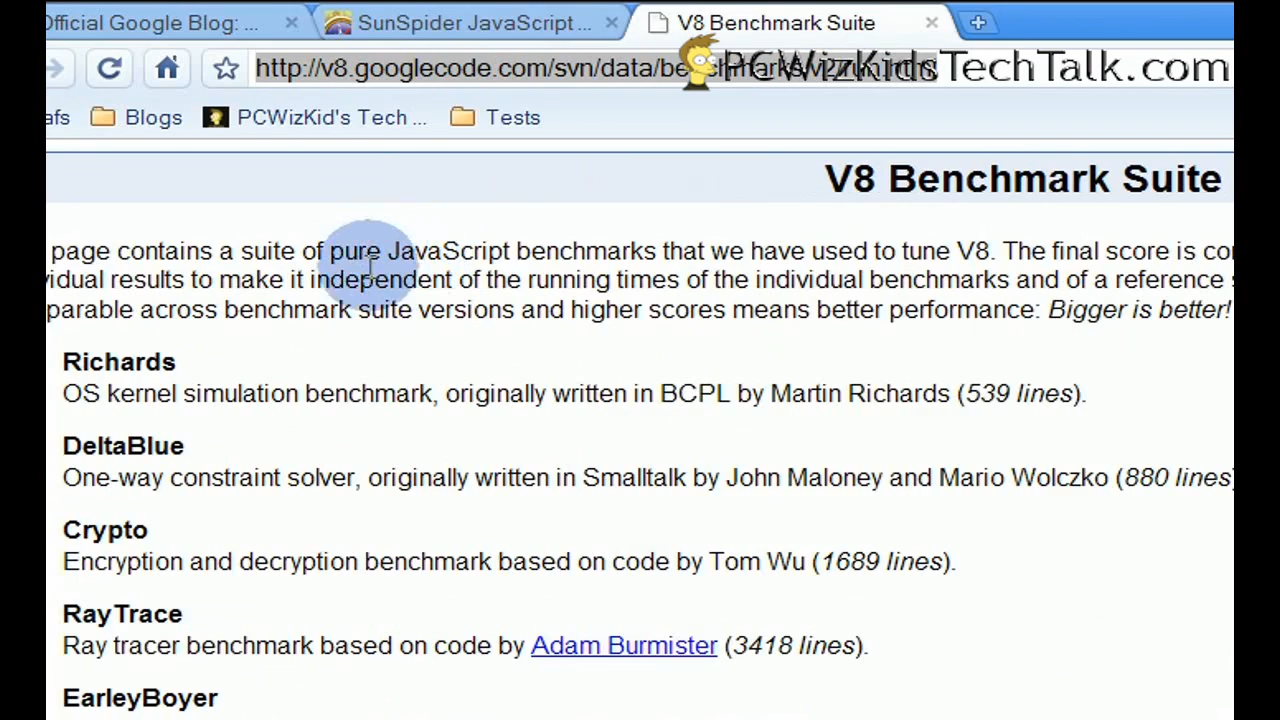 Official Google Blog: ...
SunSpider JavaScript ...
V8 Benchmark Suite
http://v8.googlecode.com/svn/data/be
PCWizKidsTechTalk.com
afs
Blogs
PCWizKid's Tech ...
Tests
V8 Benchmark Suite
page contains a suite of pure JavaScript benchmarks that we have used to tune V8. The final score is co
vidual results to make it independent of the running times of the individual benchmarks and of a reference
parable across benchmark suite versions and higher scores means better performance: Bigger is better!
Richards
OS kernel simulation benchmark, originally written in BCPL by Martin Richards (539 lines).
DeltaBlue
One-way constraint solver, originally written in Smalltalk by John Maloney and Mario Wolczko (880 lines)
Crypto
Encryption and decryption benchmark based on code by Tom Wu (1689 lines).
RayTrace
Ray tracer benchmark based on code by Adam Burmister (3418 lines).
EarleyBoyer